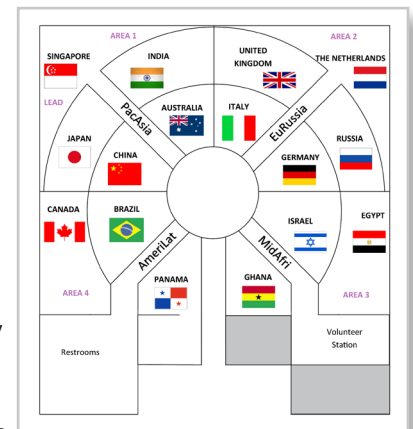 AREA 1
AREA 2
SINGAPORE
INDIA
UNITED
KINGDOM
THE NETHERLANDS
LEAD
PacAsia
AUSTRALIA
ITALY
EuRussia
JAPAN
CHINA
GERMANY
RUSSIA
CANADA
BRAZIL
ISRAEL
EGYPT
AmeriLat
MidAfri
PANAMA
GHANA
AREA 4
AREA 3
Restrooms
Volunteer
Station